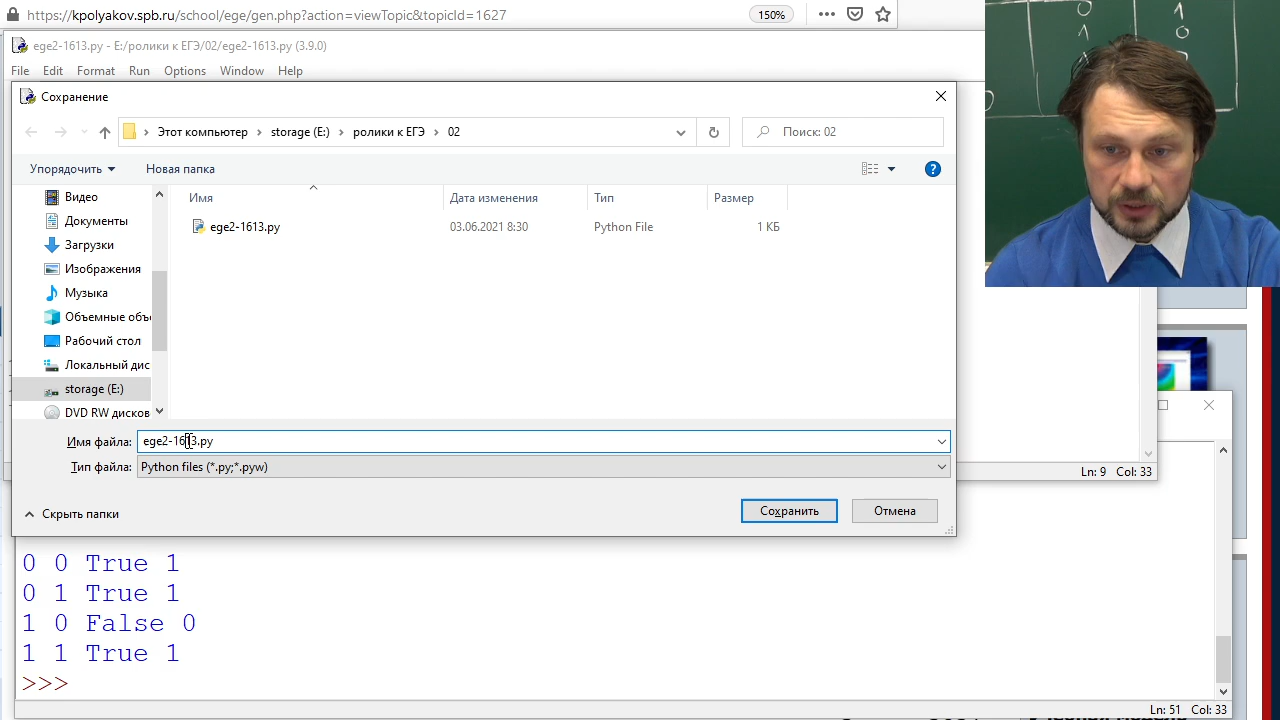 https://kpolyakov.spb.ru/school/ege/gen.php?action=viewTopic&topicId=1627
150%
ege2-1613.py - E:/ролики к ЕГЭ/02/ege2-1613.py (3.9.0)
File Edit Format Run Options Window Help
Сохранение
Этот компьютер > storage (E:) > ролики к ЕГЭ > 02
Поиск: 02
Упорядочить
Новая папка
Имя Дата изменения Тип Размер
ege2-1613.py 03.06.2021 8:30 Python File 1 КБ
Видео
Документы
Загрузки
Изображения
Музыка
Объемные объ
Рабочий стол
Локальный дис
storage (E:)
DVD RW дисков
Имя файла: ege2-1613.py
Тип файла: Python files (*.py;*.pyw)
Скрыть папки
Сохранить
Отмена
Ln: 9 Col: 33
0 0 True 1
0 1 True 1
1 0 False 0
1 1 True 1
>>>
Ln: 51 Col: 33
0 1
1 0